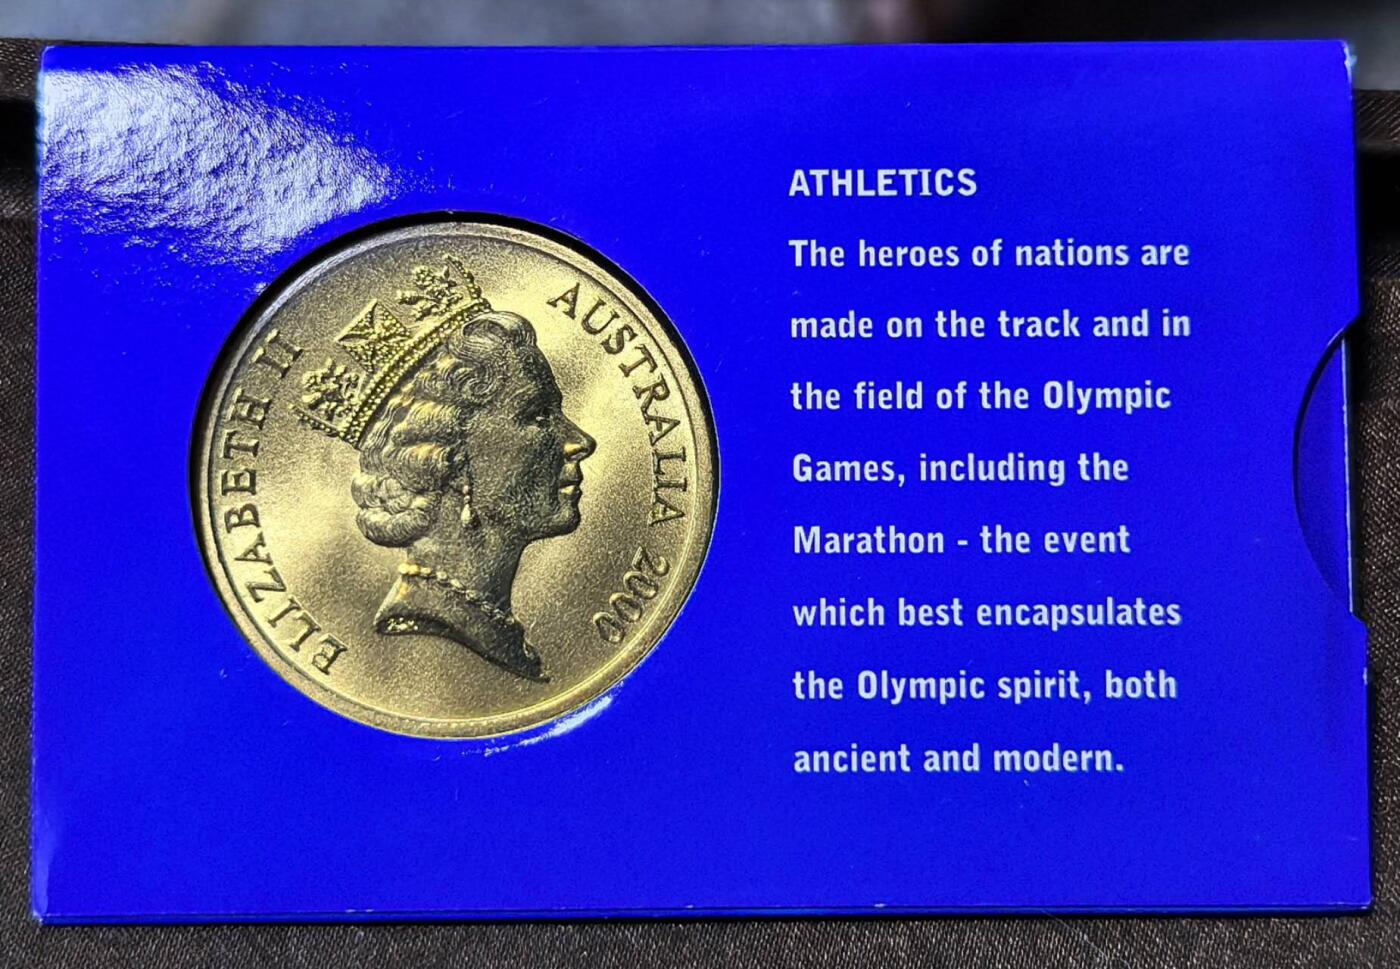 ELIZABETH II
AUSTRALIA 2000
ATHLETICS
The heroes of nations are
made on the track and in
the field of the Olympic
Games, including the
Marathon - the event
which best encapsulates
the Olympic spirit, both
ancient and modern.